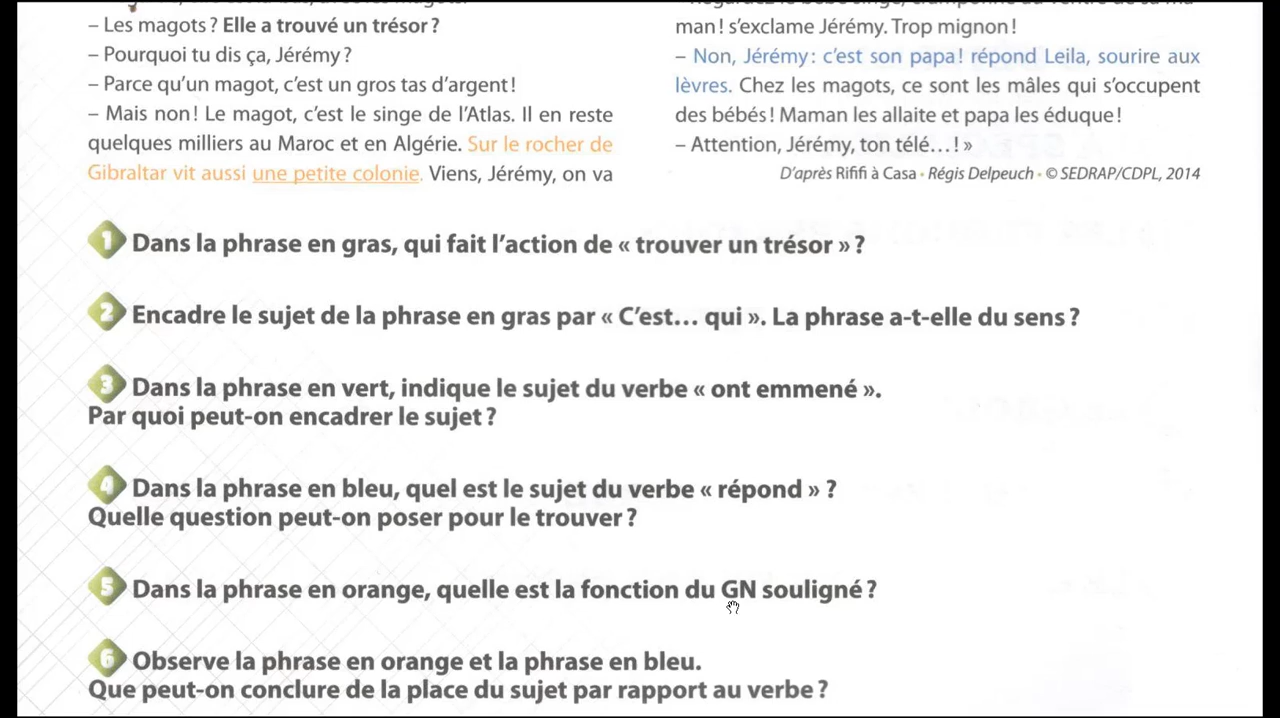 – Les magots ? Elle a trouvé un trésor ?
– Pourquoi tu dis ça, Jérémy ?
– Parce qu’un magot, c’est un gros tas d’argent !
– Mais non ! Le magot, c’est le singe de l’Atlas. Il en reste
quelques milliers au Maroc et en Algérie. Sur le rocher de
Gibraltar vit aussi une petite colonie. Viens, Jérémy, on va
man ! s’exclame Jérémy. Trop mignon !
– Non, Jérémy : c’est son papa ! répond Leila, sourire aux
lèvres. Chez les magots, ce sont les mâles qui s’occupent
des bébés ! Maman les allaite et papa les éduque !
– Attention, Jérémy, ton télé… ! »
D’après Rififi à Casa • Régis Delpeuch • © SEDRAP/CDPL, 2014
1 Dans la phrase en gras, qui fait l’action de « trouver un trésor » ?
2 Encadre le sujet de la phrase en gras par « C’est… qui ». La phrase a-t-elle du sens ?
3 Dans la phrase en vert, indique le sujet du verbe « ont emmené ».
Par quoi peut-on encadrer le sujet ?
4 Dans la phrase en bleu, quel est le sujet du verbe « répond » ?
Quelle question peut-on poser pour le trouver ?
5 Dans la phrase en orange, quelle est la fonction du GN souligné ?
6 Observe la phrase en orange et la phrase en bleu.
Que peut-on conclure de la place du sujet par rapport au verbe ?